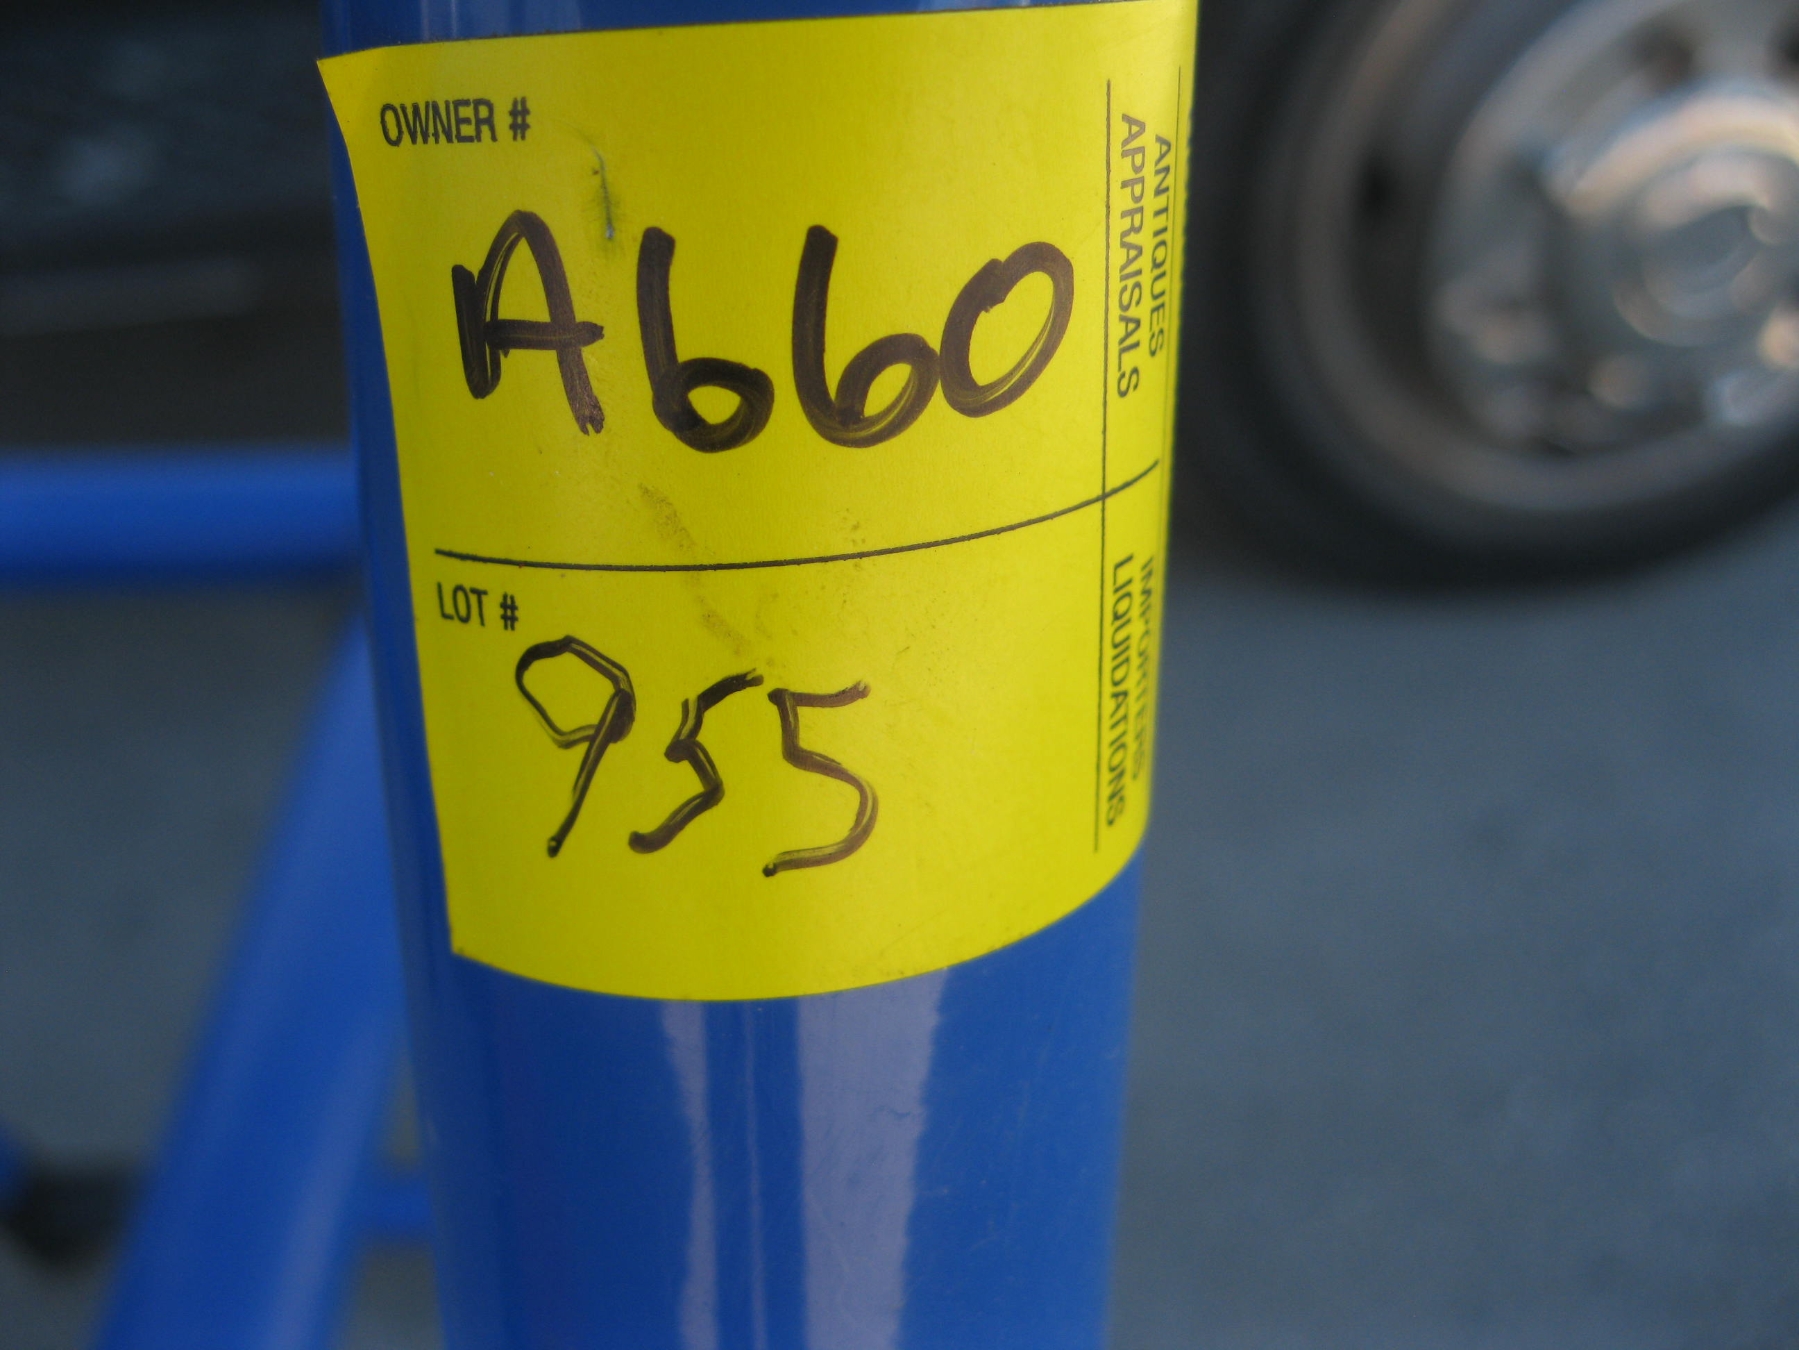 OWNER #
A660
LOT #
955
ANTIQUES
APPRAISALS
IMPORTERS
LIQUIDATIONS